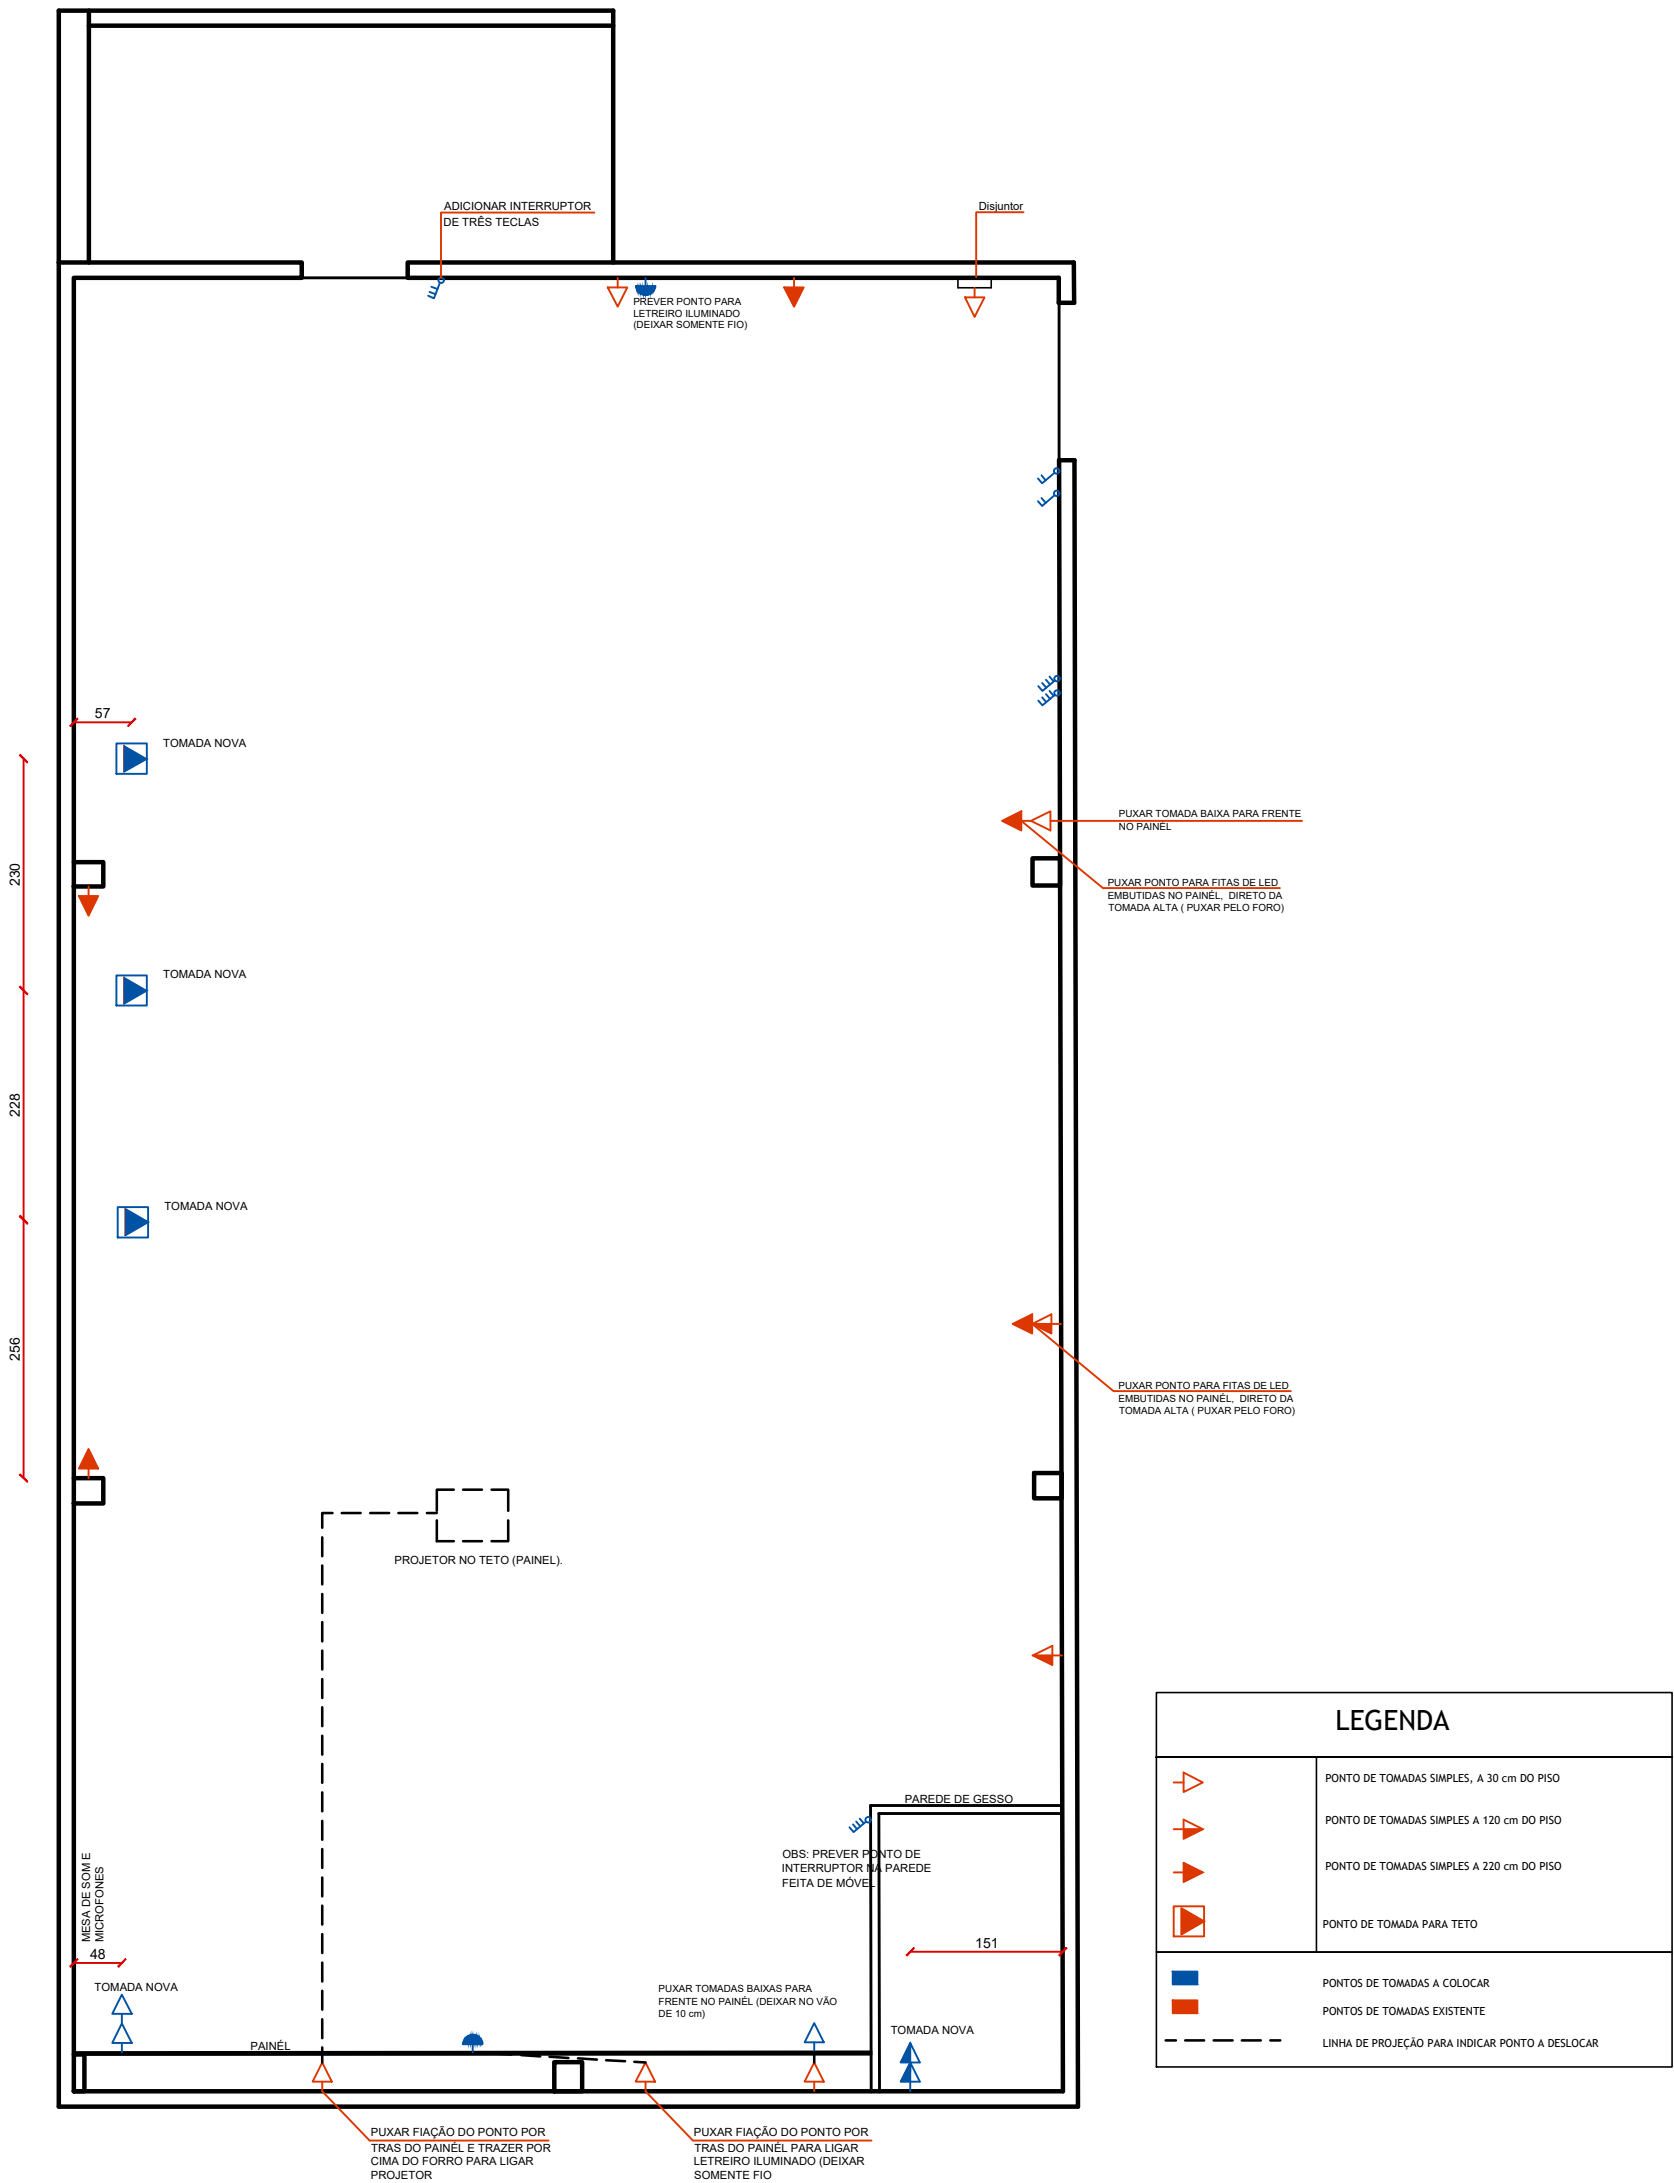 ADICIONAR INTERRUPTOR
DE TRÊS TECLAS
Disjuntor
PREVER PONTO PARA
LETREIRO ILUMINADO
(DEIXAR SOMENTE FIO)
57
TOMADA NOVA
230
PUXAR TOMADA BAIXA PARA FRENTE
NO PAINÉL
PUXAR PONTO PARA FITAS DE LED
EMBUTIDAS NO PAINÉL, DIRETO DA
TOMADA ALTA ( PUXAR PELO FORO)
TOMADA NOVA
228
TOMADA NOVA
256
PUXAR PONTO PARA FITAS DE LED
EMBUTIDAS NO PAINÉL, DIRETO DA
TOMADA ALTA ( PUXAR PELO FORO)
PROJETOR NO TETO (PAINEL).
PAREDE DE GESSO
OBS: PREVER PONTO DE
INTERRUPTOR NA PAREDE
FEITA DE MÓVEL
MESA DE SOM E
MICROFONES
48
TOMADA NOVA
151
PUXAR TOMADAS BAIXAS PARA
FRENTE NO PAINÉL (DEIXAR NO VÃO
DE 10 cm)
TOMADA NOVA
PAINÉL
PUXAR FIAÇÃO DO PONTO POR
TRAS DO PAINÉL E TRAZER POR
CIMA DO FORRO PARA LIGAR
PROJETOR
PUXAR FIAÇÃO DO PONTO POR
TRAS DO PAINÉL PARA LIGAR
LETREIRO ILUMINADO (DEIXAR
SOMENTE FIO
LEGENDA
PONTO DE TOMADAS SIMPLES, A 30 cm DO PISO
PONTO DE TOMADAS SIMPLES A 120 cm DO PISO
PONTO DE TOMADAS SIMPLES A 220 cm DO PISO
PONTO DE TOMADA PARA TETO
PONTOS DE TOMADAS A COLOCAR
PONTOS DE TOMADAS EXISTENTE
LINHA DE PROJEÇÃO PARA INDICAR PONTO A DESLOCAR